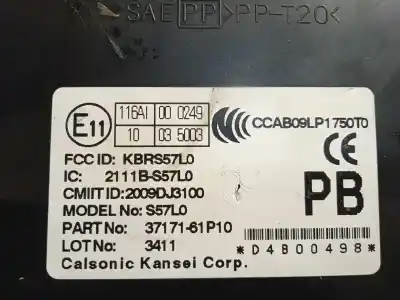 SAE PP >PP-T20<
E11
116AI 00 0249
10 03 5003
CCAB09LP1750T0
CE
FCC ID: KBRS57L0
IC: 2111B-S57L0
CMIIT ID:2009DJ3100
MODEL No: S57L0
PB
PART No: 37171-61P10
LOT No: 3411
*D4B00498*
Calsonic Kansei Corp.